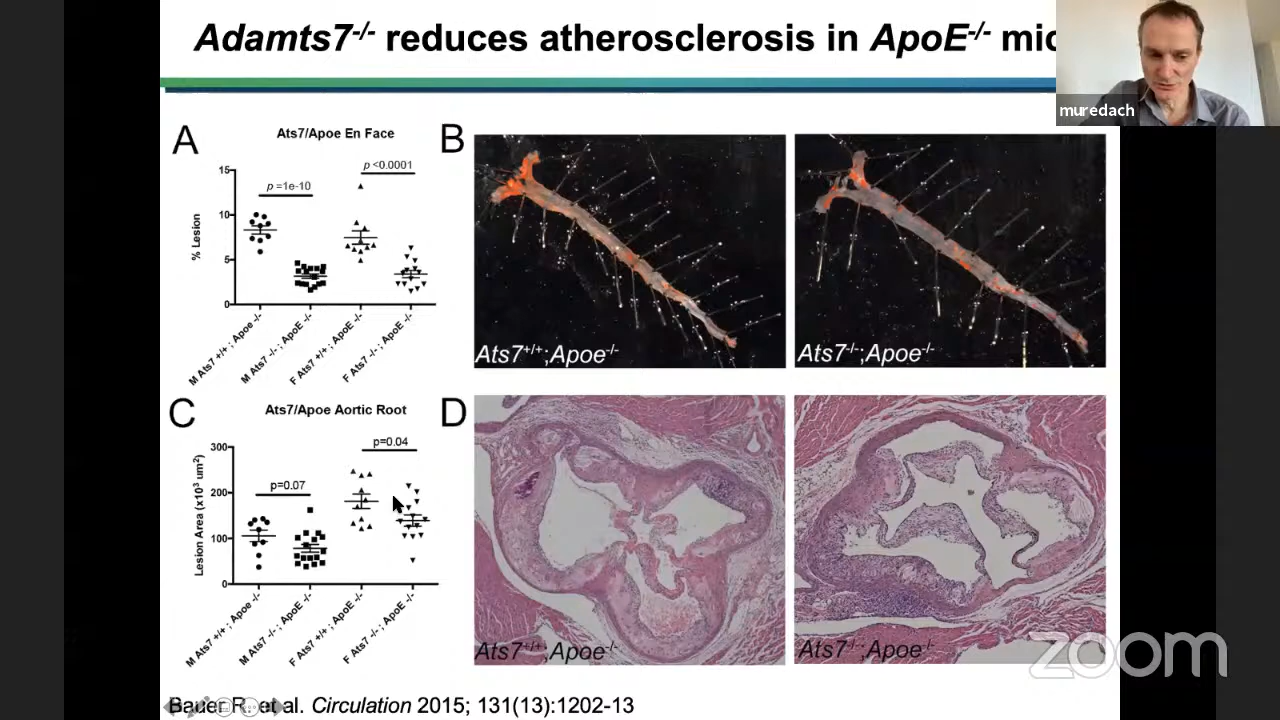 Adamts7-/- reduces atherosclerosis in ApoE-/- mic
muredach
A
Ats7/Apoe En Face
p =1e-10
p <0.0001
% Lesion
15
10
5
0
M Ats7 +/+ ; Apoe -/-
M Ats7 -/- ; ApoE -/-
F Ats7 +/+ ; ApoE -/-
F Ats7 -/- ; ApoE -/-
B
Ats7+/+;Apoe-/-
Ats7-/-;Apoe-/-
C
Ats7/Apoe Aortic Root
p=0.07
p=0.04
Lesion Area (x10³ um²)
300
200
100
0
M Ats7 +/+ ; Apoe -/-
M Ats7 -/- ; ApoE -/-
F Ats7 +/+ ; ApoE -/-
F Ats7 -/- ; ApoE -/-
D
Ats7+/+;Apoe-/-
Ats7-/-;Apoe-/-
zoom
Bauer R. et al. Circulation 2015; 131(13):1202-13